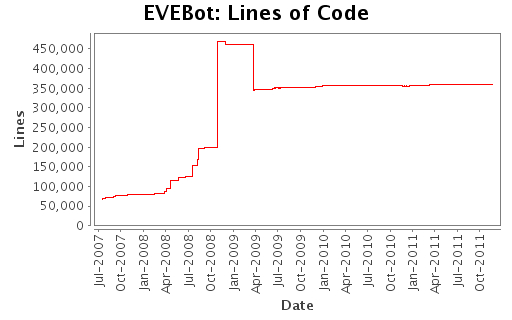 EVEBot: Lines of Code
Lines
450,000
400,000
350,000
300,000
250,000
200,000
150,000
100,000
50,000
0
Jul-2007
Oct-2007
Jan-2008
Apr-2008
Jul-2008
Oct-2008
Jan-2009
Apr-2009
Jul-2009
Oct-2009
Jan-2010
Apr-2010
Jul-2010
Oct-2010
Jan-2011
Apr-2011
Jul-2011
Oct-2011
Date